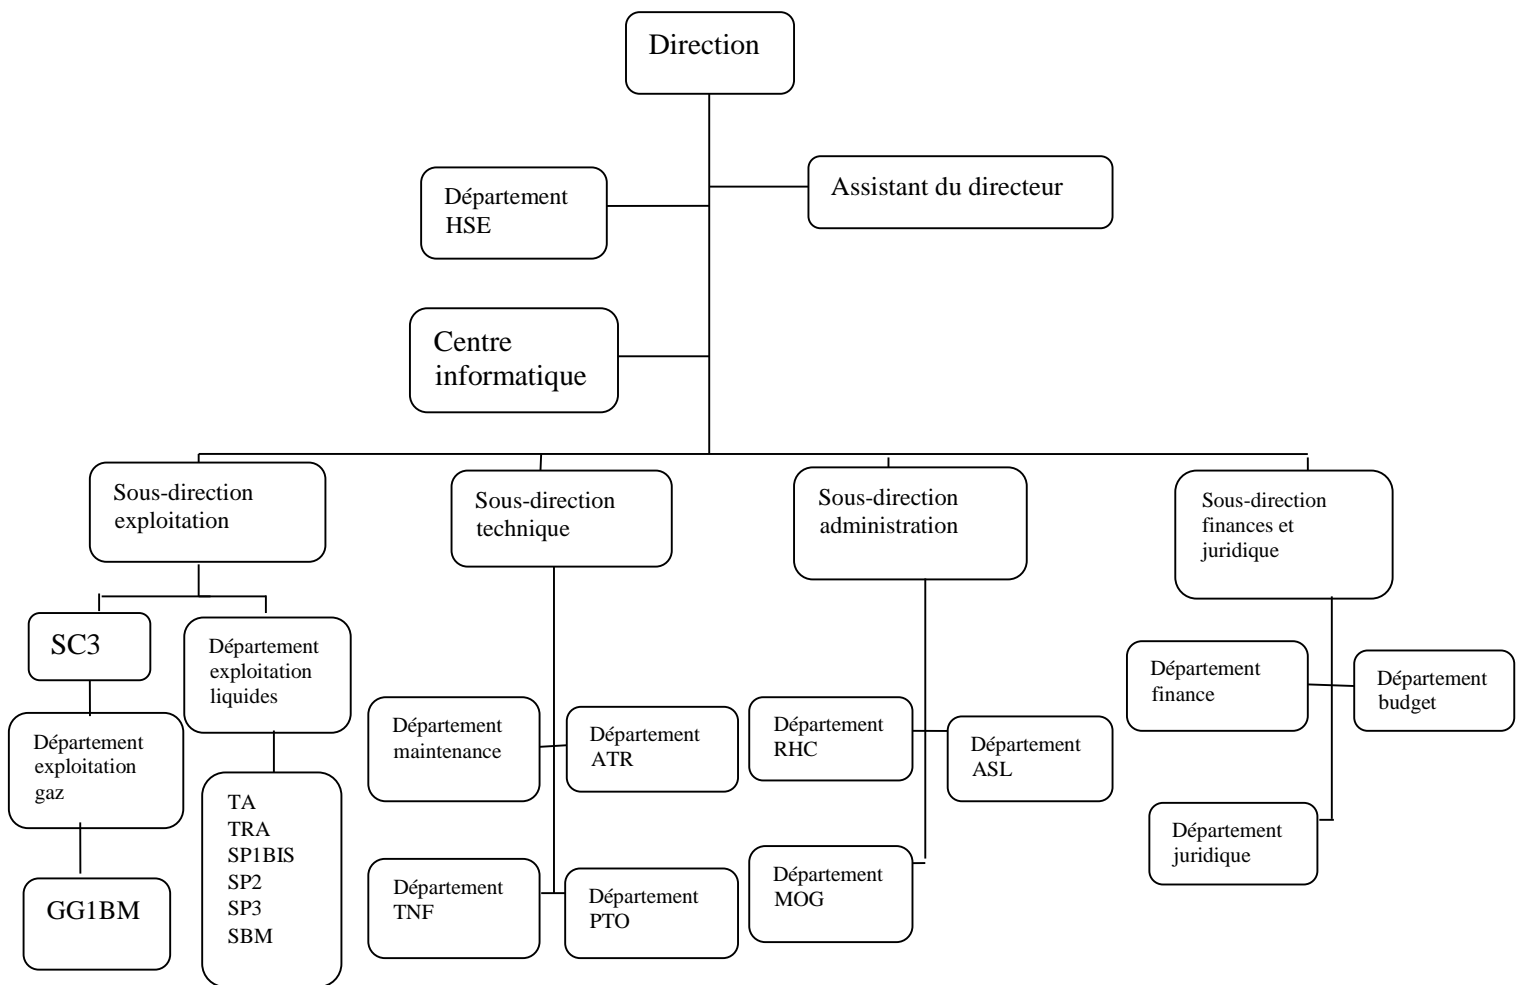 Direction
Assistant du directeur
Département
HSE
Centre
informatique
Sous-direction
exploitation
Sous-direction
technique
Sous-direction
administration
Sous-direction
finances et
juridique
SC3
Département
exploitation
liquides
Département
finance
Département
budget
Département
exploitation
gaz
Département
maintenance
Département
ATR
Département
RHC
Département
ASL
TA
TRA
SP1BIS
SP2
SP3
SBM
Département
juridique
GG1BM
Département
TNF
Département
PTO
Département
MOG